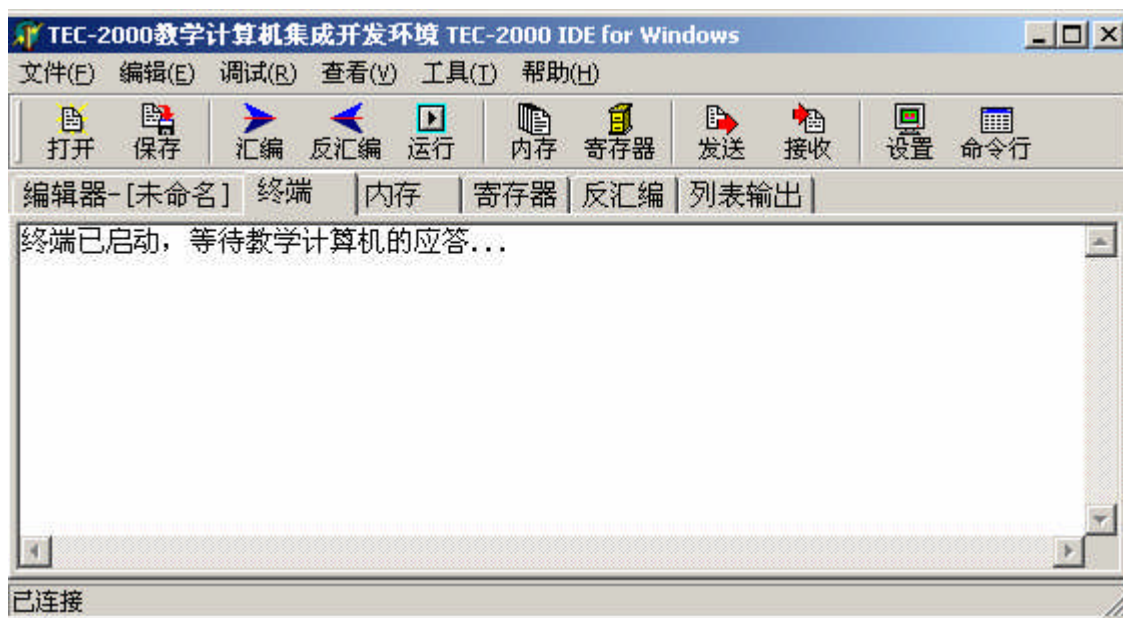 TEC-2000教学计算机集成开发环境 TEC-2000 IDE for Windows
文件(F) 编辑(E) 调试(R) 查看(V) 工具(T) 帮助(H)
打开 保存 汇编 反汇编 运行 内存 寄存器 发送 接收 设置 命令行
编辑器-[未命名] 终端 内存 寄存器 反汇编 列表输出
终端已启动，等待教学计算机的应答...
已连接